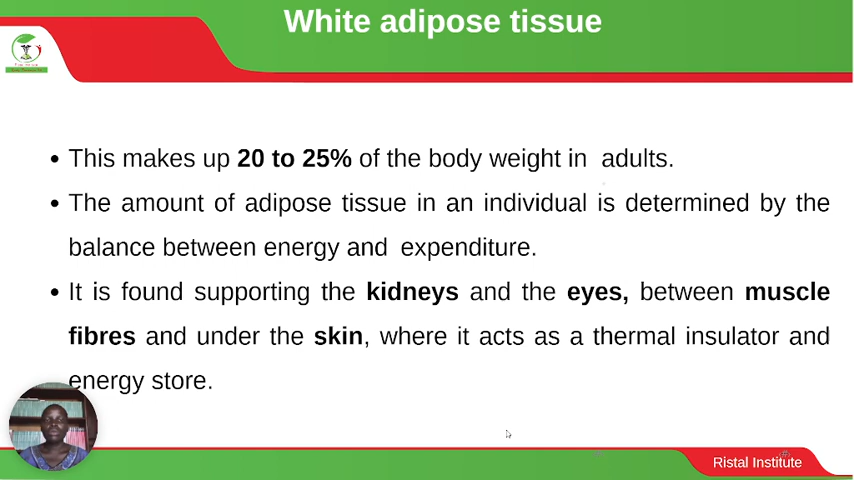 White adipose tissue
• This makes up 20 to 25% of the body weight in adults.
• The amount of adipose tissue in an individual is determined by the
balance between energy and expenditure.
• It is found supporting the kidneys and the eyes, between muscle
fibres and under the skin, where it acts as a thermal insulator and
energy store.
Ristal Institute